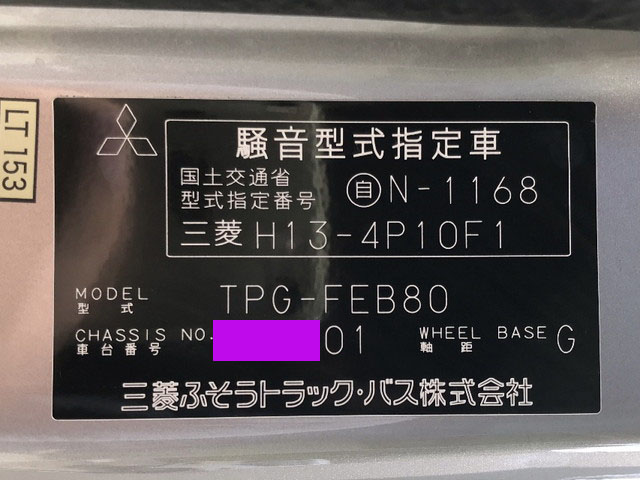 LT 153
騒音型式指定車
国土交通省
型式指定番号 自N-1168
三菱 H13-4P10F1
MODEL
型式 TPG-FEB80
CHASSIS NO. 01 WHEEL BASE G
車台番号 軸距
三菱ふそうトラック・バス株式会社